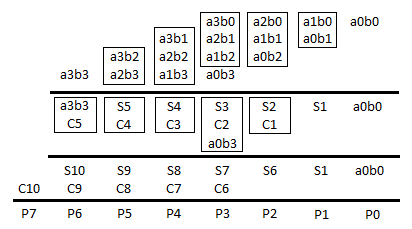 a3b0 a2b0 a1b0 a0b0
a3b1 a2b1 a1b1 a0b1
a3b2 a2b2 a1b2 a0b2
a3b3 a2b3 a1b3 a0b3
a3b3 S5 S4 S3 S2 S1 a0b0
C5 C4 C3 C2 C1
a0b3
S10 S9 S8 S7 S6 S1 a0b0
C10 C9 C8 C7 C6
P7 P6 P5 P4 P3 P2 P1 P0